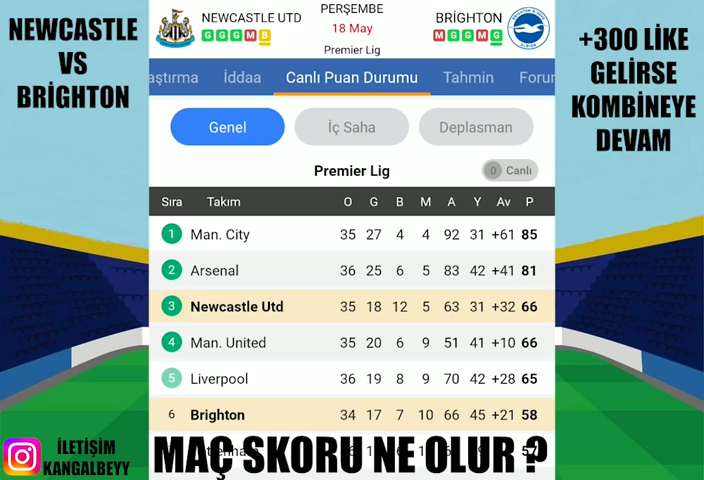 NEWCASTLE
VS
BRİGHTON
NEWCASTLE UTD
G G G M B
PERŞEMBE
18 May
Premier Lig
BRİGHTON
M G G M G
+300 LİKE
GELİRSE
KOMBİNEYE
DEVAM
aştırma İddaa Canlı Puan Durumu Tahmin Forum
Genel İç Saha Deplasman
Premier Lig 0 Canlı
Sıra Takım O G B M A Y Av P
1 Man. City 35 27 4 4 92 31 +61 85
2 Arsenal 36 25 6 5 83 42 +41 81
3 Newcastle Utd 35 18 12 5 63 31 +32 66
4 Man. United 35 20 6 9 51 41 +10 66
5 Liverpool 36 19 8 9 70 42 +28 65
6 Brighton 34 17 7 10 66 45 +21 58
MAÇ SKORU NE OLUR ?
İLETİŞİM
KANGALBEYY